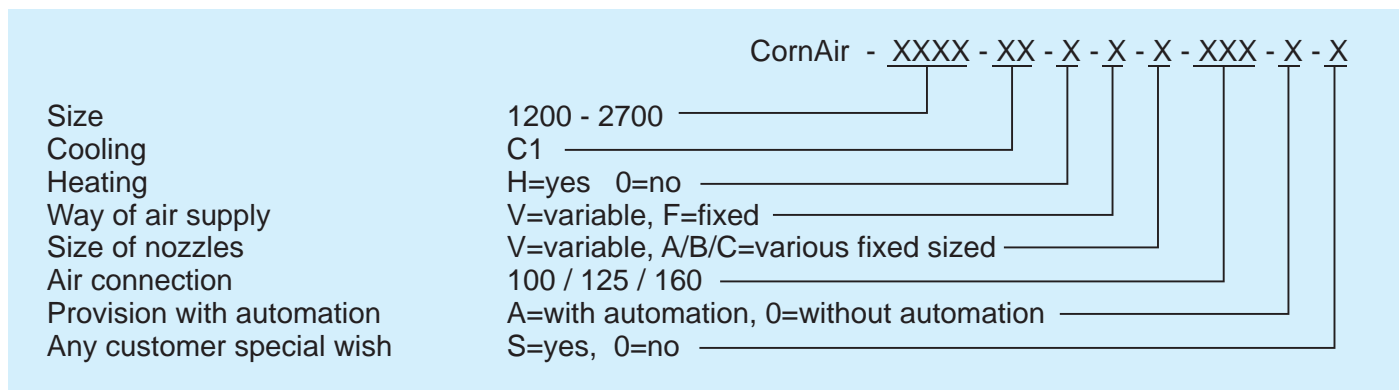 CornAir - XXXX - XX - X - X - X - XXX - X - X
Size 1200 - 2700
Cooling C1
Heating H=yes 0=no
Way of air supply V=variable, F=fixed
Size of nozzles V=variable, A/B/C=various fixed sized
Air connection 100 / 125 / 160
Provision with automation A=with automation, 0=without automation
Any customer special wish S=yes, 0=no